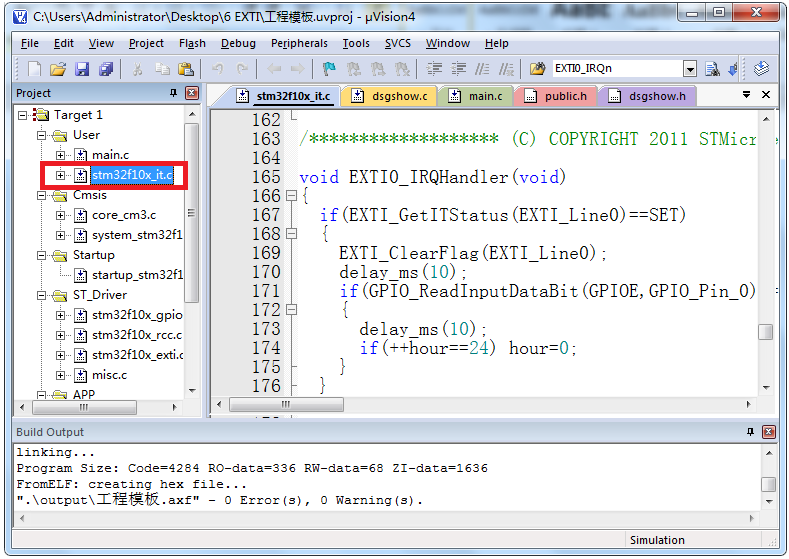 C:\Users\Administrator\Desktop\6 EXTI\工程模板.uvproj - µVision4
File Edit View Project Flash Debug Peripherals Tools SVCS Window Help
EXTI0_IRQn
Project
Target 1
User
main.c
stm32f10x_it.c
Cmsis
core_cm3.c
system_stm32f1
Startup
startup_stm32f1
ST_Driver
stm32f10x_gpio
stm32f10x_rcc.c
stm32f10x_exti.c
misc.c
APP
stm32f10x_it.c dsgshow.c main.c public.h dsgshow.h
162
163 /******************* (C) COPYRIGHT 2011 STMicr
164
165 void EXTI0_IRQHandler(void)
166 {
167 if(EXTI_GetITStatus(EXTI_Line0)==SET)
168 {
169 EXTI_ClearFlag(EXTI_Line0);
170 delay_ms(10);
171 if(GPIO_ReadInputDataBit(GPIOE,GPIO_Pin_0) =
172 {
173 delay_ms(10);
174 if(++hour==24) hour=0;
175 }
176 }
Build Output
linking...
Program Size: Code=4284 RO-data=336 RW-data=68 ZI-data=1636
FromELF: creating hex file...
".\output\工程模板.axf" - 0 Error(s), 0 Warning(s).
Simulation